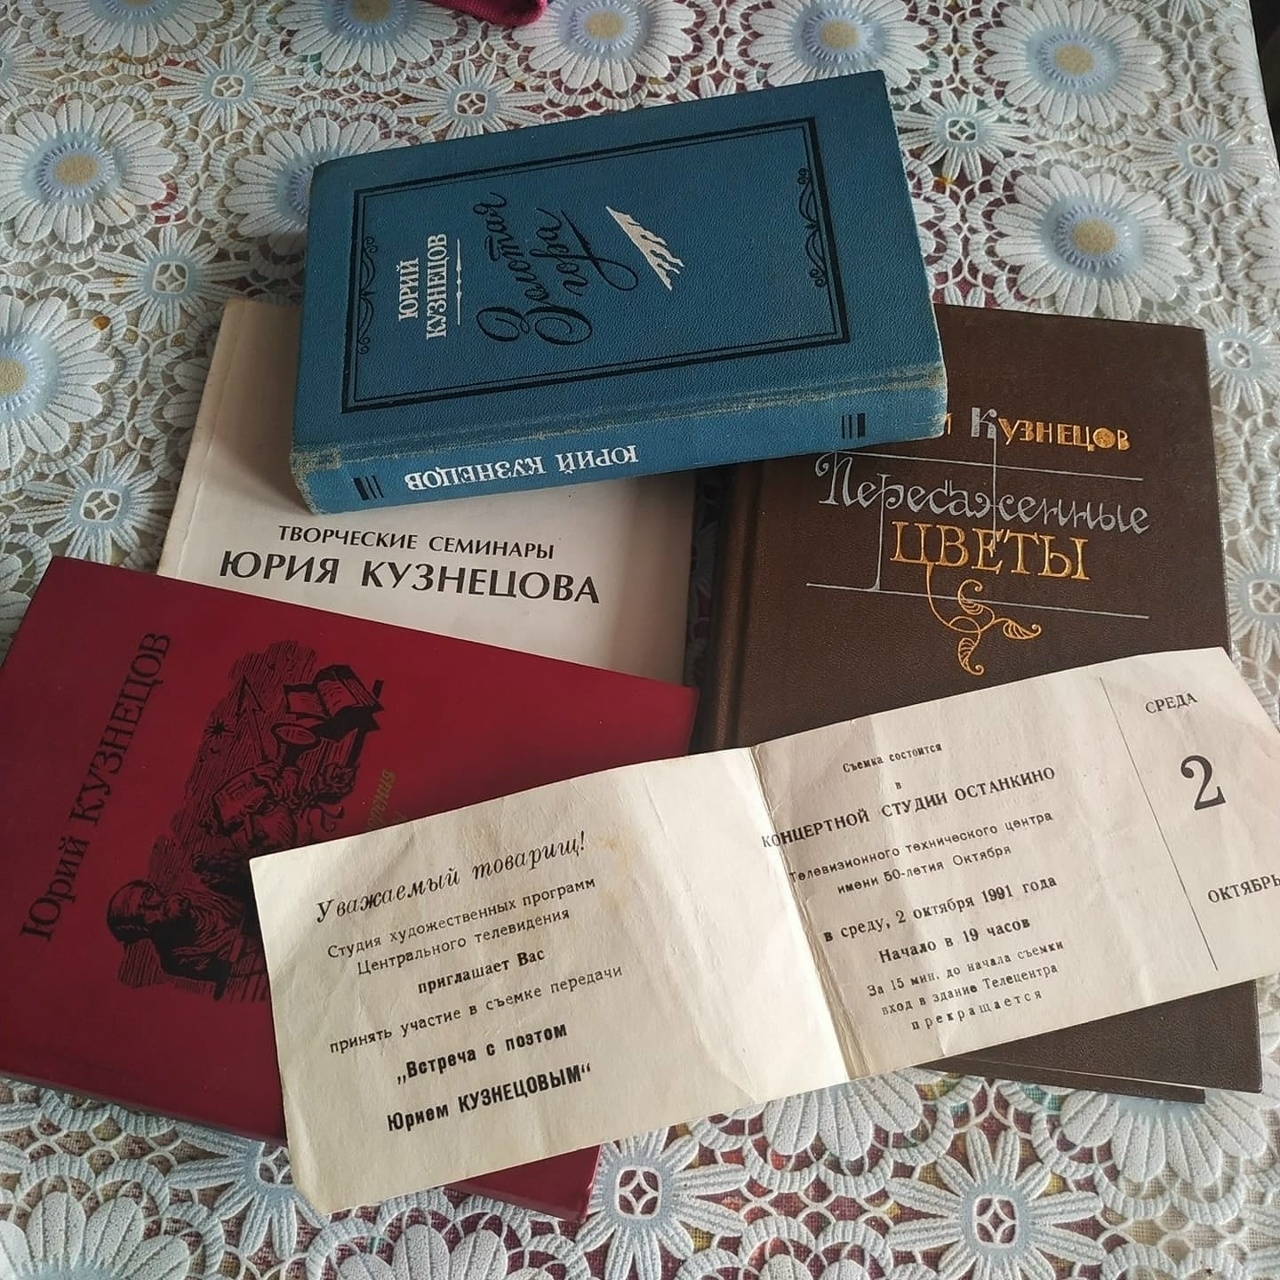 ЮРИЙ
КУЗНЕЦОВ
Золотая
гора
ЮРИЙ КУЗНЕЦОВ
ТВОРЧЕСКИЕ СЕМИНАРЫ
ЮРИЯ КУЗНЕЦОВА
КУЗНЕЦОВ
Пересаженные
ЦВЕТЫ
Юрий КУЗНЕЦОВ
Уважаемый товарищ!
Студия художественных программ
Центрального телевидения
приглашает Вас
принять участие в съемке передачи
„Встреча с поэтом
Юрием КУЗНЕЦОВЫМ“
Съемка состоится
в
КОНЦЕРТНОЙ СТУДИИ ОСТАНКИНО
Телевизионного технического центра
имени 50-летия Октября
в среду, 2 октября 1991 года
Начало в 19 часов
За 15 мин. до начала съемки
вход в здание Телецентра
прекращается
СРЕДА
2
ОКТЯБРЬ